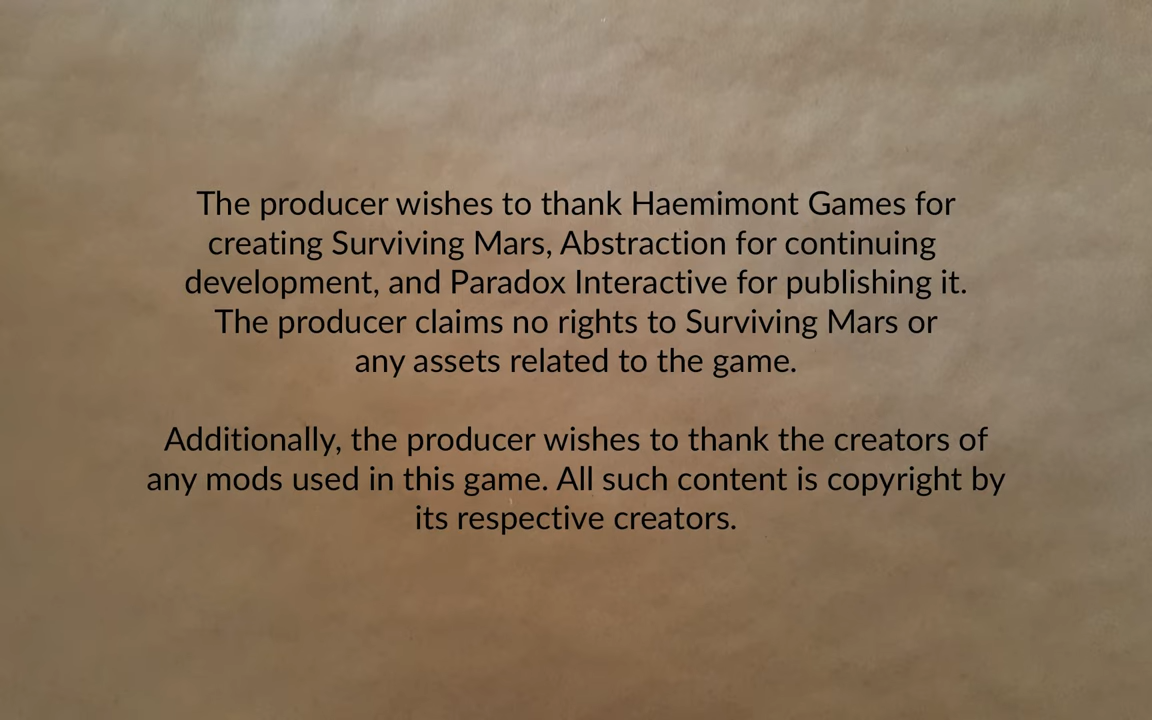 The producer wishes to thank Haemimont Games for
creating Surviving Mars, Abstraction for continuing
development, and Paradox Interactive for publishing it.
The producer claims no rights to Surviving Mars or
any assets related to the game.
Additionally, the producer wishes to thank the creators of
any mods used in this game. All such content is copyright by
its respective creators.